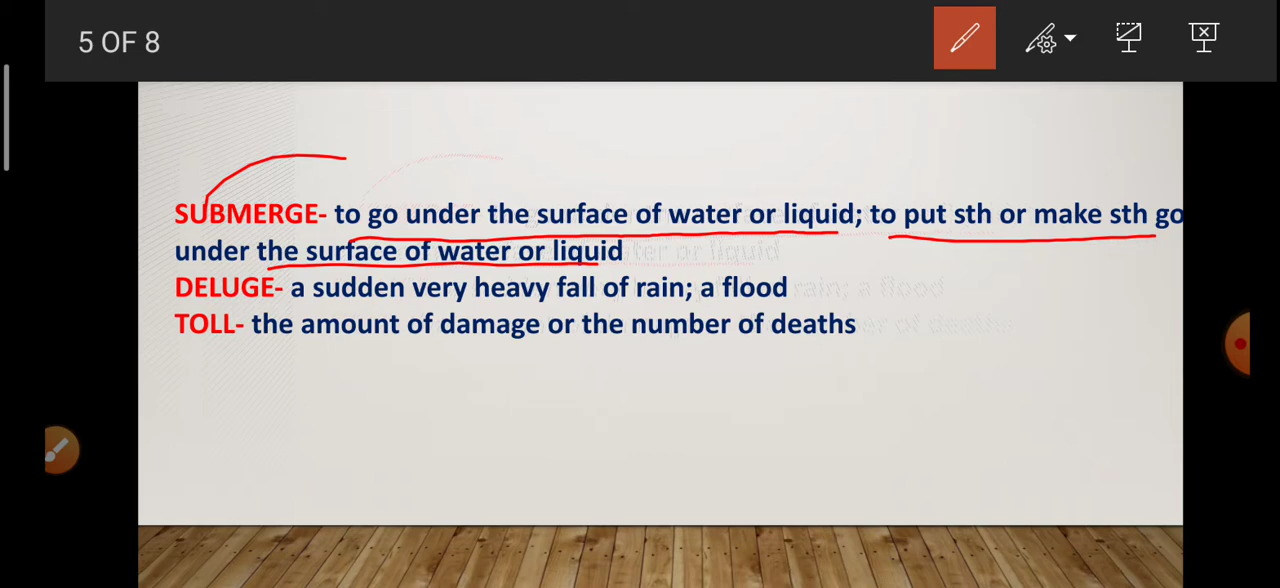 5 OF 8
SUBMERGE- to go under the surface of water or liquid; to put sth or make sth go
under the surface of water or liquid
DELUGE- a sudden very heavy fall of rain; a flood
TOLL- the amount of damage or the number of deaths